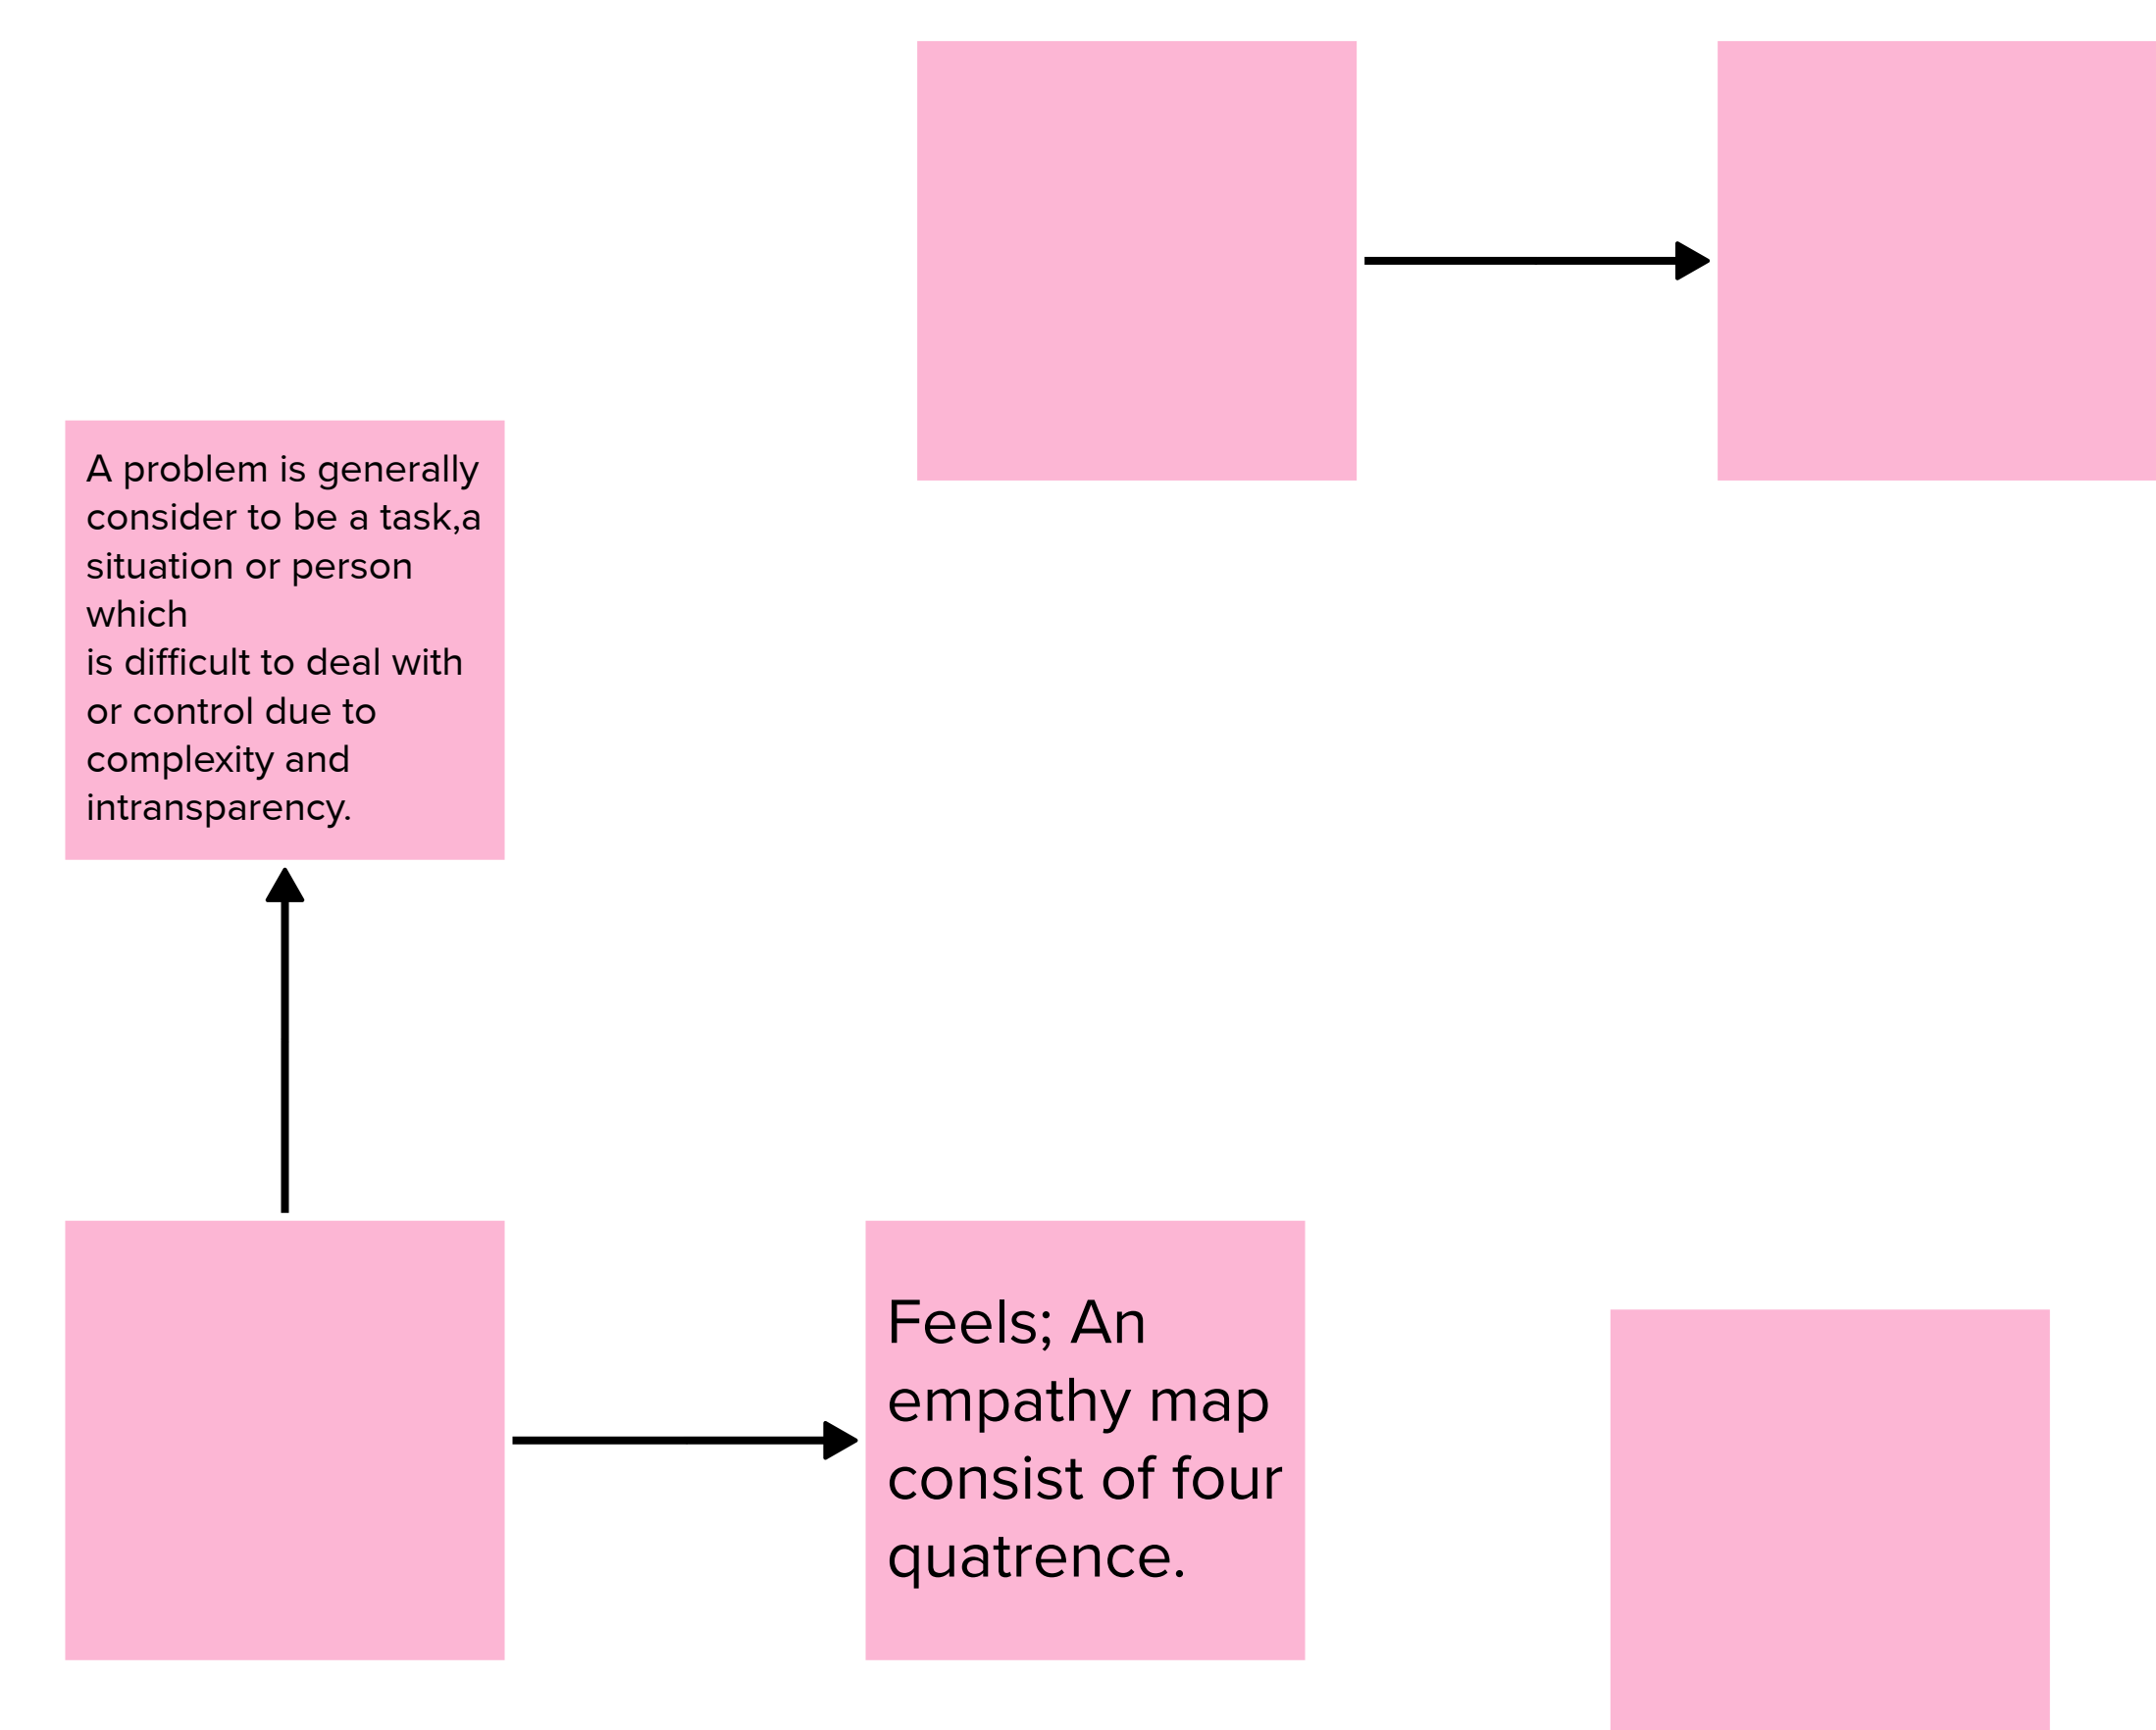 A problem is generally
consider to be a task,a
situation or person
which
is difficult to deal with
or control due to
complexity and
intransparency.
Feels; An
empathy map
consist of four
quatrence.